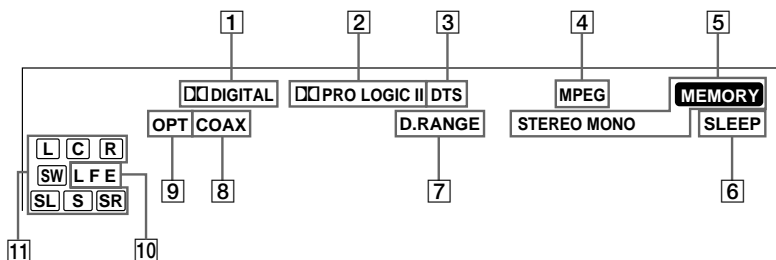 1 2 3 4 5
DIGITAL PRO LOGIC II DTS MPEG MEMORY
OPT COAX D.RANGE STEREO MONO SLEEP
L C R
SW L F E
SL S SR
9 8 7 6
11 10